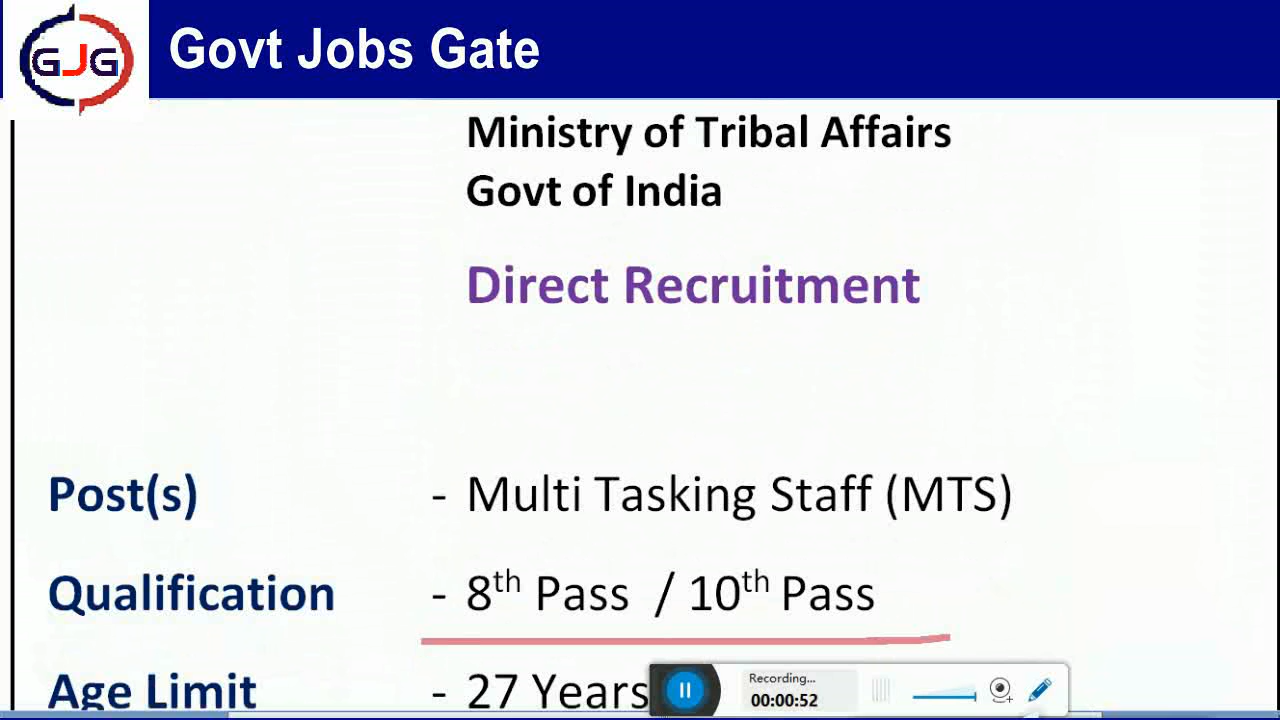 GJG
Govt Jobs Gate
Ministry of Tribal Affairs
Govt of India
Direct Recruitment
Post(s) - Multi Tasking Staff (MTS)
Qualification - 8th Pass / 10th Pass
Age Limit - 27 Years
Recording...
00:00:52